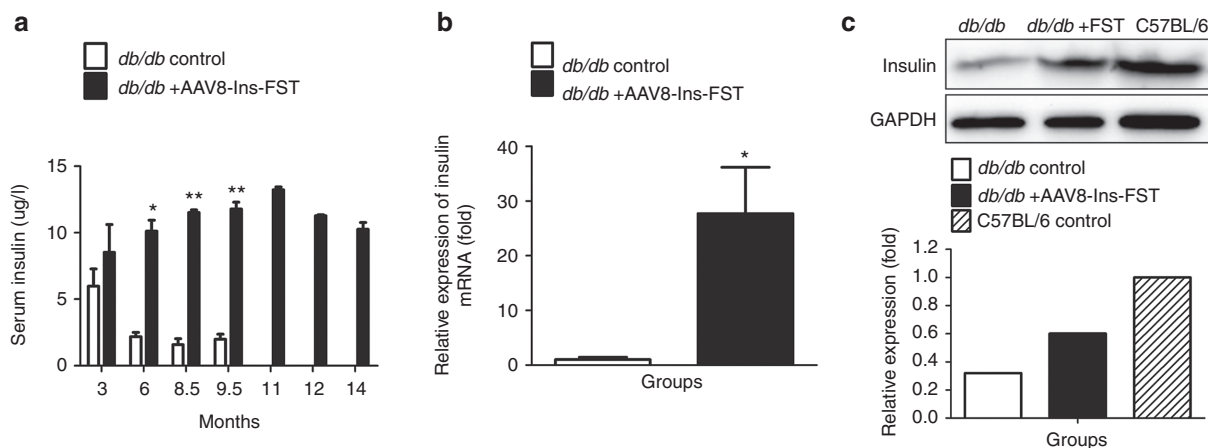 a
db/db control
db/db +AAV8-Ins-FST
Serum insulin (ug/l)
15
10
5
0
* ** **
3 6 8.5 9.5 11 12 14
Months
b
db/db control
db/db +AAV8-Ins-FST
Relative expression of insulin
mRNA (fold)
40
30
20
10
0
*
Groups
c
db/db db/db +FST C57BL/6
Insulin
GAPDH
db/db control
db/db +AAV8-Ins-FST
C57BL/6 control
Relative expression (fold)
1.2
1.0
0.8
0.6
0.4
0.2
0.0
Groups